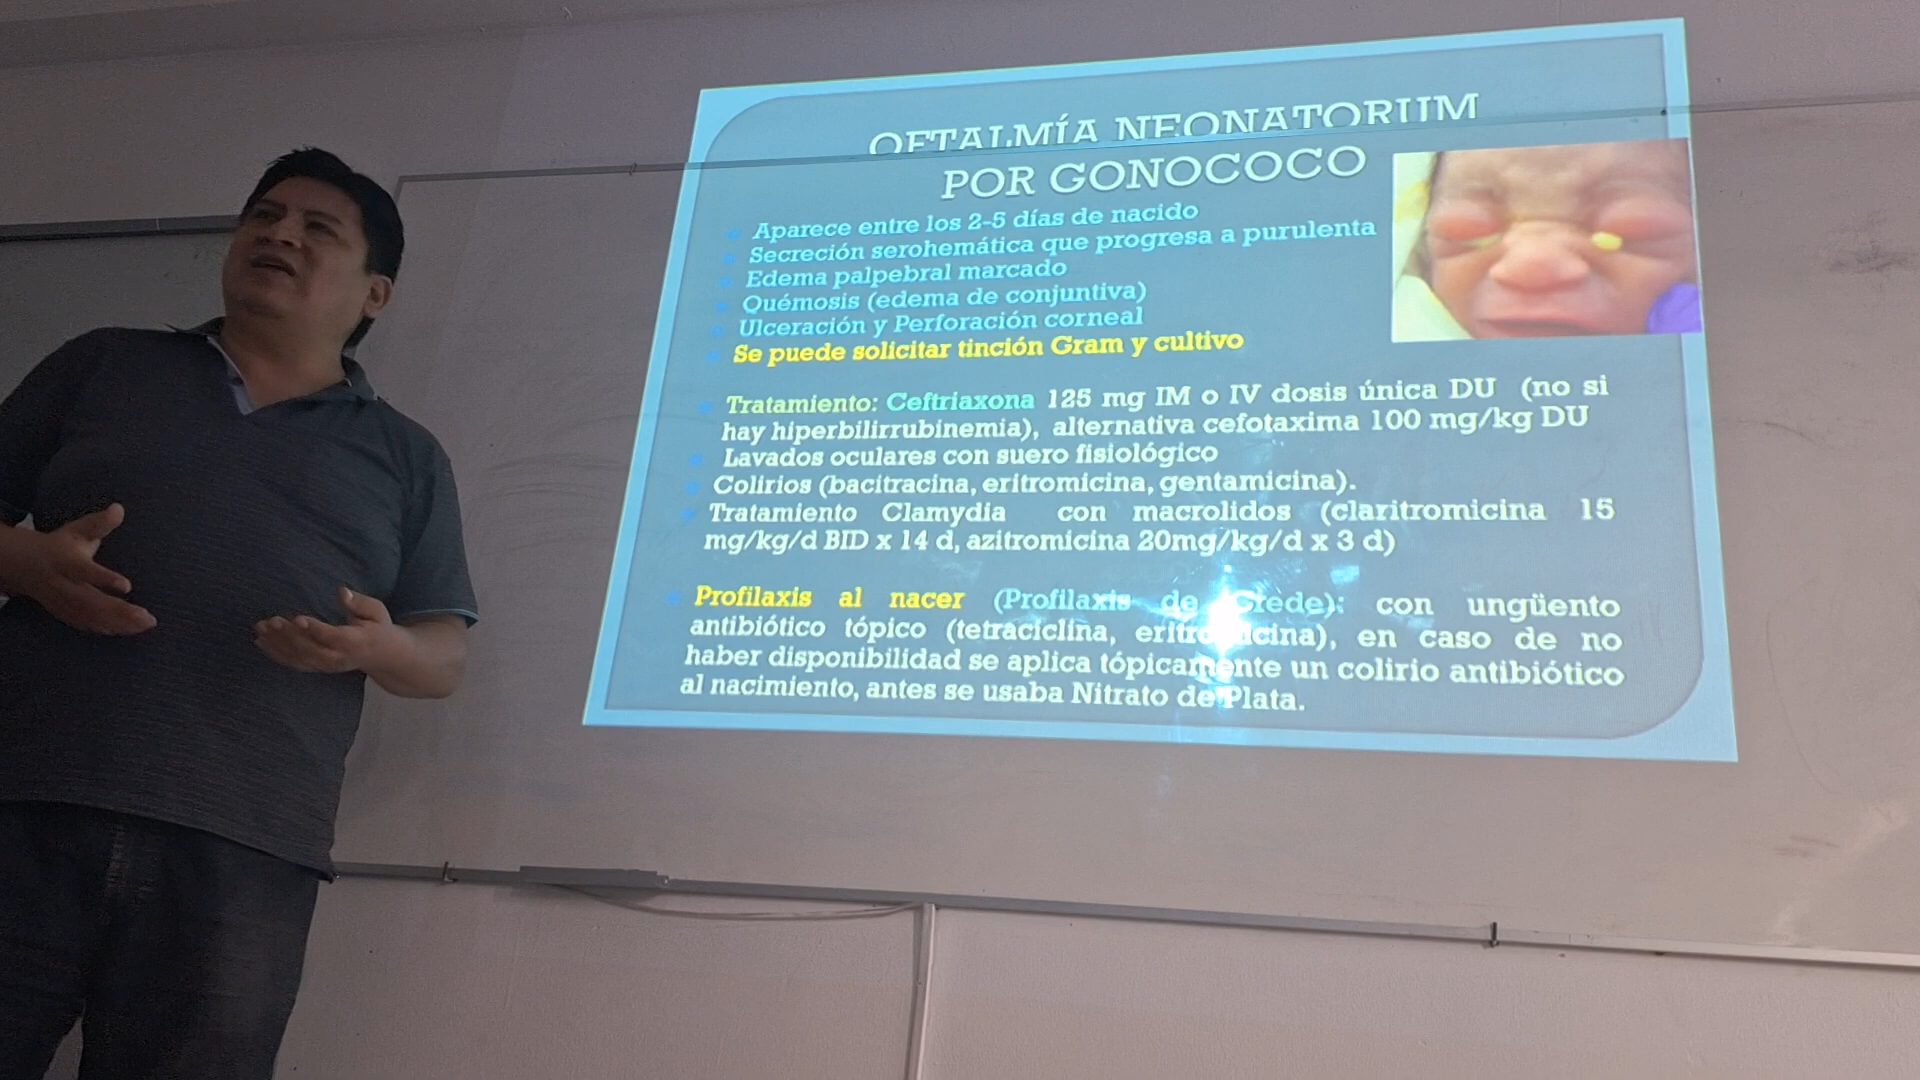 OFTALMÍA NEONATORUM
POR GONOCOCO
Aparece entre los 2-5 días de nacido
Secreción serohemática que progresa a purulenta
Edema palpebral marcado
Quémosis (edema de conjuntiva)
Ulceración y Perforación corneal
Se puede solicitar tinción Gram y cultivo
Tratamiento: Ceftriaxona 125 mg IM o IV dosis única DU (no si
hay hiperbilirrubinemia), alternativa cefotaxima 100 mg/kg DU
Lavados oculares con suero fisiológico
Colirios (bacitracina, eritromicina, gentamicina).
Tratamiento Clamydia con macrolidos (claritromicina 15
mg/kg/d BID x 14 d, azitromicina 20mg/kg/d x 3 d)
Profilaxis al nacer (Profilaxis de Crede): con ungüento
antibiótico tópico (tetraciclina, eritromicina), en caso de no
haber disponibilidad se aplica tópicamente un colirio antibiótico
al nacimiento, antes se usaba Nitrato de Plata.